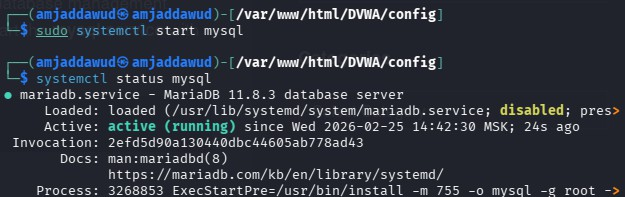 ┌──(amjaddawud㉿amjaddawud)-[/var/www/html/DVWA/config]
└─$ sudo systemctl start mysql
┌──(amjaddawud㉿amjaddawud)-[/var/www/html/DVWA/config]
└─$ systemctl status mysql
● mariadb.service - MariaDB 11.8.3 database server
Loaded: loaded (/usr/lib/systemd/system/mariadb.service; disabled; pres>
Active: active (running) since Wed 2026-02-25 14:42:30 MSK; 24s ago
Invocation: 2efd5d90a130440dbc44605ab778ad43
Docs: man:mariadbd(8)
https://mariadb.com/kb/en/library/systemd/
Process: 3268853 ExecStartPre=/usr/bin/install -m 755 -o mysql -g root ->